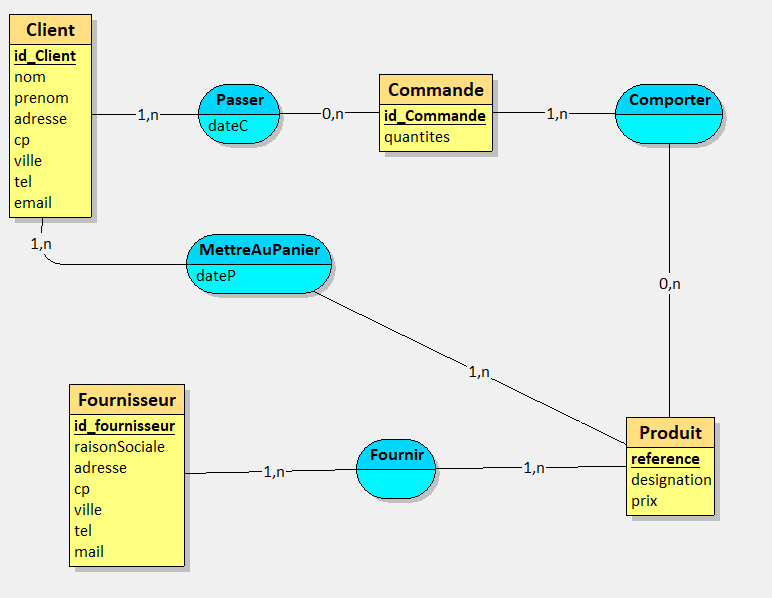 Client
id_Client
nom
prenom
adresse
cp
ville
tel
email
1,n
Passer
dateC
0,n
Commande
id_Commande
quantites
1,n
Comporter
1,n
MettreAuPanier
dateP
0,n
1,n
Fournisseur
id_fournisseur
raisonSociale
adresse
cp
ville
tel
mail
1,n
Fournir
1,n
Produit
reference
designation
prix